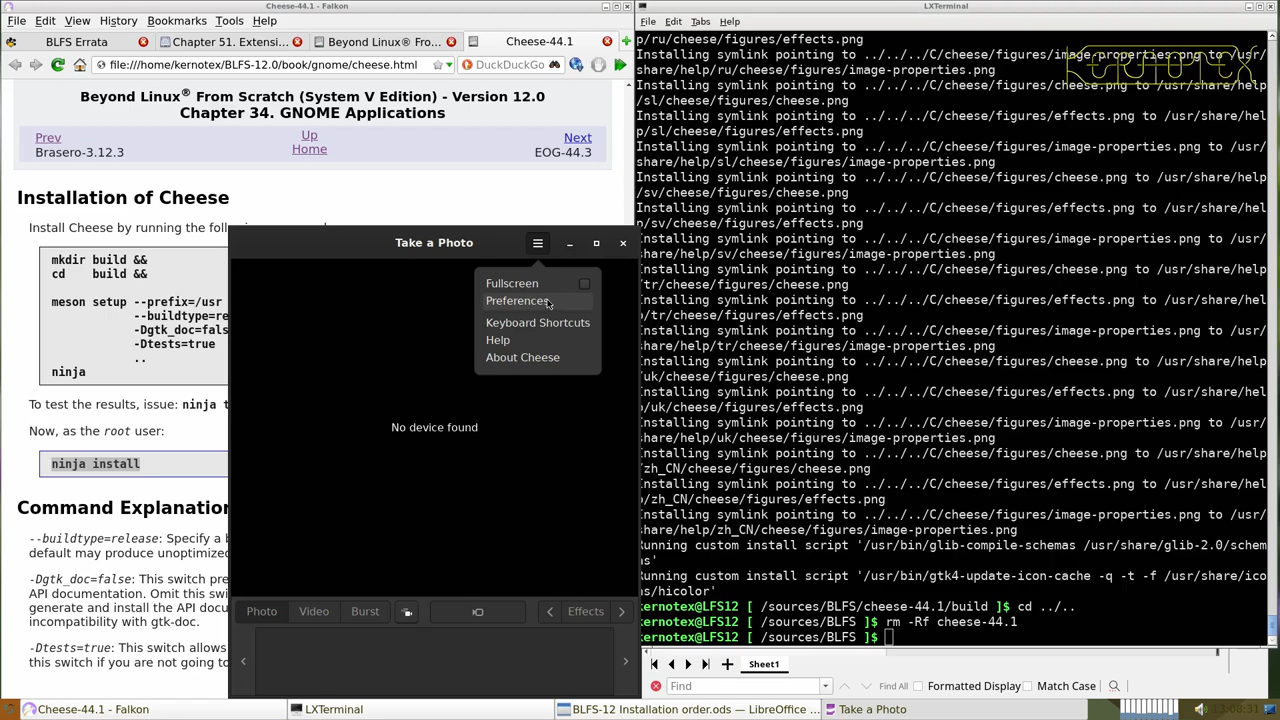 Cheese-44.1 - Falkon
File Edit View History Bookmarks Tools Help
BLFS Errata
Chapter 51. Extensi...
Beyond Linux® Fro...
Cheese-44.1
file:///home/kernotex/BLFS-12.0/book/gnome/cheese.html
DuckDuckGo
Beyond Linux® From Scratch (System V Edition) - Version 12.0
Chapter 34. GNOME Applications
Prev Up Next
Brasero-3.12.3 Home EOG-44.3
Installation of Cheese
Install Cheese by running the
mkdir build &&
cd build &&
meson setup --prefix=/usr
--buildtype=re
-Dgtk_doc=fals
-Dtests=true
..
ninja
To test the results, issue: ninja t
Now, as the root user:
ninja install
Command Explanation
--buildtype=release: Specify a b
default may produce unoptimized
-Dgtk_doc=false: This switch pre
API documentation. Omit this swi
generate and install the API docu
incompatibility with gtk-doc.
-Dtests=true: This switch allows
this switch if you are not going to
Take a Photo
Fullscreen
Preferences
Keyboard Shortcuts
Help
About Cheese
No device found
Photo Video Burst Effects
LXTerminal
File Edit Tabs Help
p/ru/cheese/figures/effects.png
Installing symlink pointing to ../../../C/cheese/figures/image-properties.png to /usr/
share/help/ru/cheese/figures/image-properties.png
Installing symlink pointing to ../../../C/cheese/figures/cheese.png to /usr/share/help
/sl/cheese/figures/cheese.png
Installing symlink pointing to ../../../C/cheese/figures/effects.png to /usr/share/hel
p/sl/cheese/figures/effects.png
Installing symlink pointing to ../../../C/cheese/figures/image-properties.png to /usr/
share/help/sl/cheese/figures/image-properties.png
Installing symlink pointing to ../../../C/cheese/figures/cheese.png to /usr/share/help
/sv/cheese/figures/cheese.png
Installing symlink pointing to ../../../C/cheese/figures/effects.png to /usr/share/hel
p/sv/cheese/figures/effects.png
Installing symlink pointing to ../../../C/cheese/figures/image-properties.png to /usr/
share/help/sv/cheese/figures/image-properties.png
Installing symlink pointing to ../../../C/cheese/figures/cheese.png to /usr/share/help
/tr/cheese/figures/cheese.png
Installing symlink pointing to ../../../C/cheese/figures/effects.png to /usr/share/hel
p/tr/cheese/figures/effects.png
Installing symlink pointing to ../../../C/cheese/figures/image-properties.png to /usr/
share/help/tr/cheese/figures/image-properties.png
Installing symlink pointing to ../../../C/cheese/figures/cheese.png to /usr/share/help
/uk/cheese/figures/cheese.png
Installing symlink pointing to ../../../C/cheese/figures/effects.png to /usr/share/hel
p/uk/cheese/figures/effects.png
Installing symlink pointing to ../../../C/cheese/figures/image-properties.png to /usr/
share/help/uk/cheese/figures/image-properties.png
Installing symlink pointing to ../../../C/cheese/figures/cheese.png to /usr/share/help
/zh_CN/cheese/figures/cheese.png
Installing symlink pointing to ../../../C/cheese/figures/effects.png to /usr/share/hel
p/zh_CN/cheese/figures/effects.png
Installing symlink pointing to ../../../C/cheese/figures/image-properties.png to /usr/
share/help/zh_CN/cheese/figures/image-properties.png
Running custom install script '/usr/bin/glib-compile-schemas /usr/share/glib-2.0/schem
as'
Running custom install script '/usr/bin/gtk4-update-icon-cache -q -t -f /usr/share/ico
ns/hicolor'
kernotex@LFS12 [ /sources/BLFS/cheese-44.1/build ]$ cd ../..
kernotex@LFS12 [ /sources/BLFS ]$ rm -Rf cheese-44.1
kernotex@LFS12 [ /sources/BLFS ]$
Sheet1
Find Find All Formatted Display Match Case
Cheese-44.1 - Falkon LXTerminal BLFS-12 Installation order.ods — LibreOffice ... Take a Photo 13:08:31